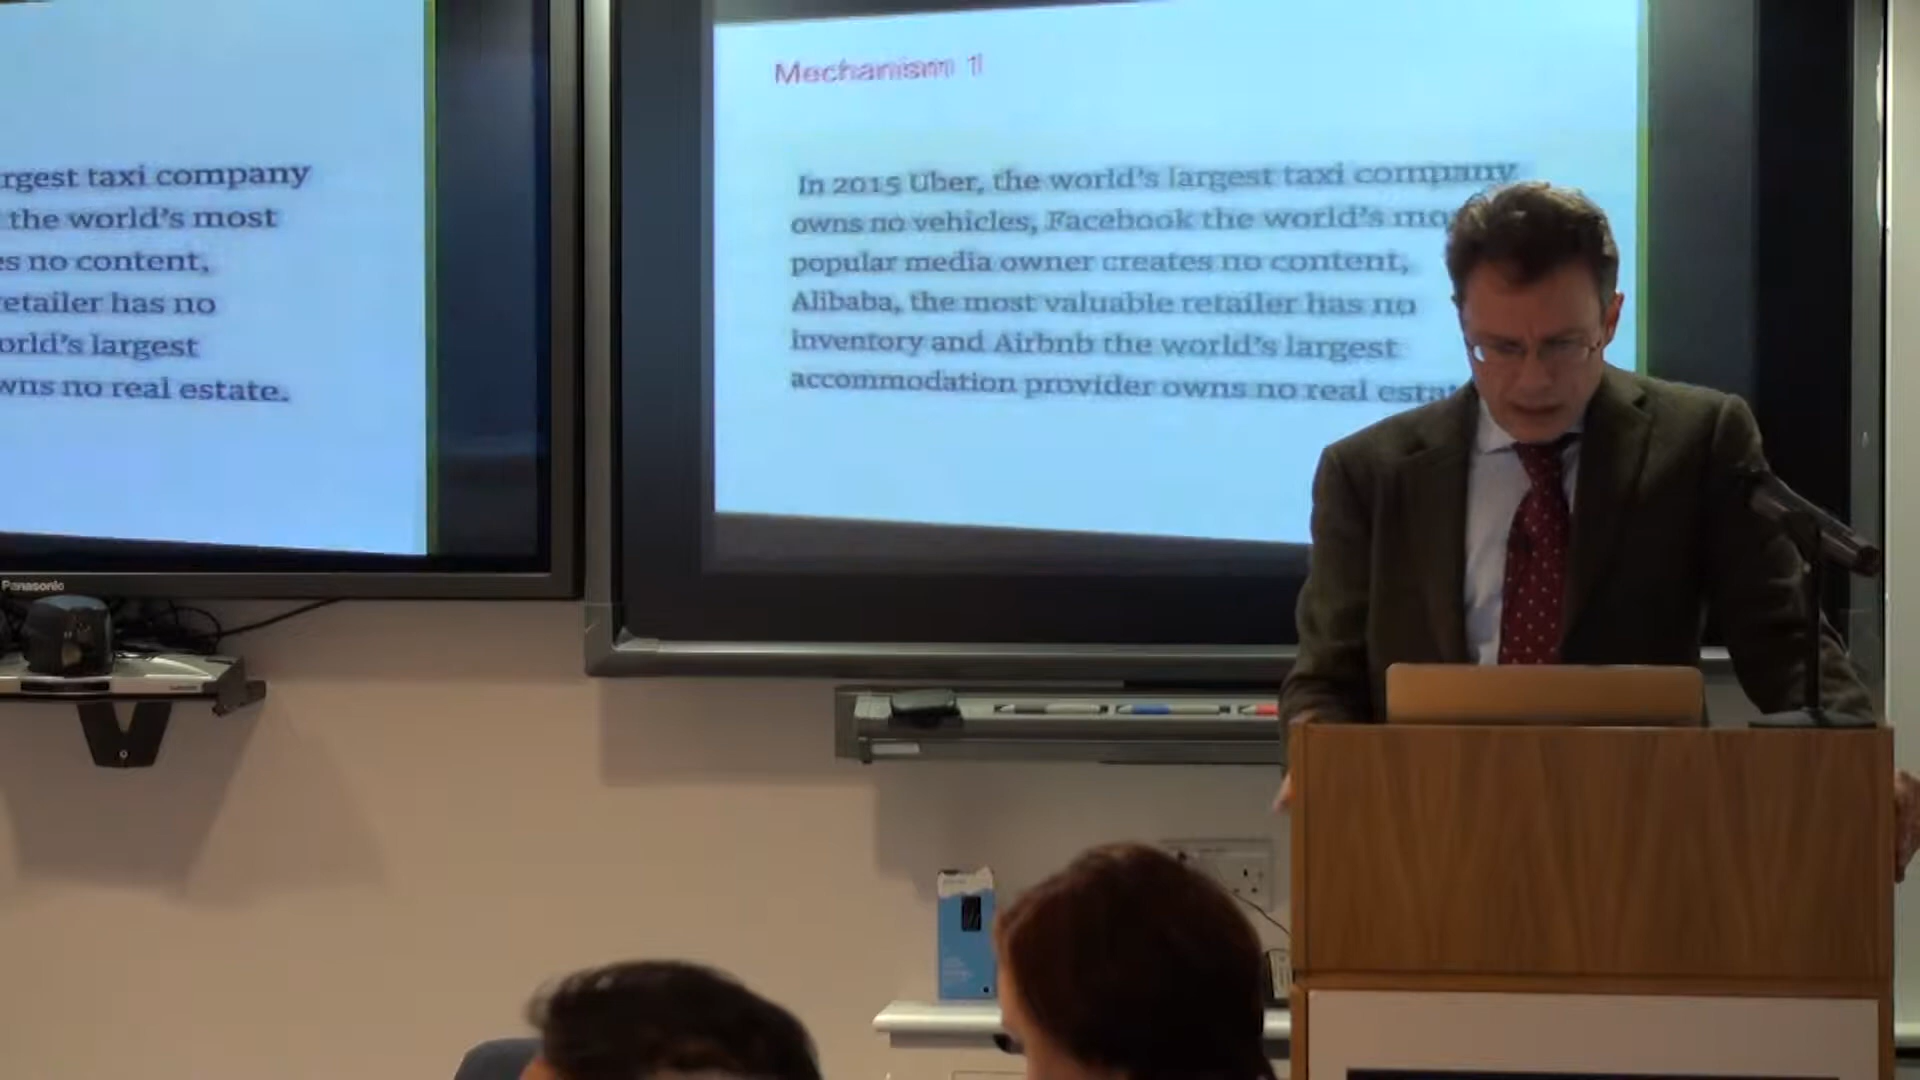 rgest taxi company
the world's most
es no content,
retailer has no
orld's largest
wns no real estate.
Panasonic
Mechanism 1
In 2015 Uber, the world's largest taxi company
owns no vehicles, Facebook the world's mo
popular media owner creates no content,
Alibaba, the most valuable retailer has no
inventory and Airbnb the world's largest
accommodation provider owns no real estat